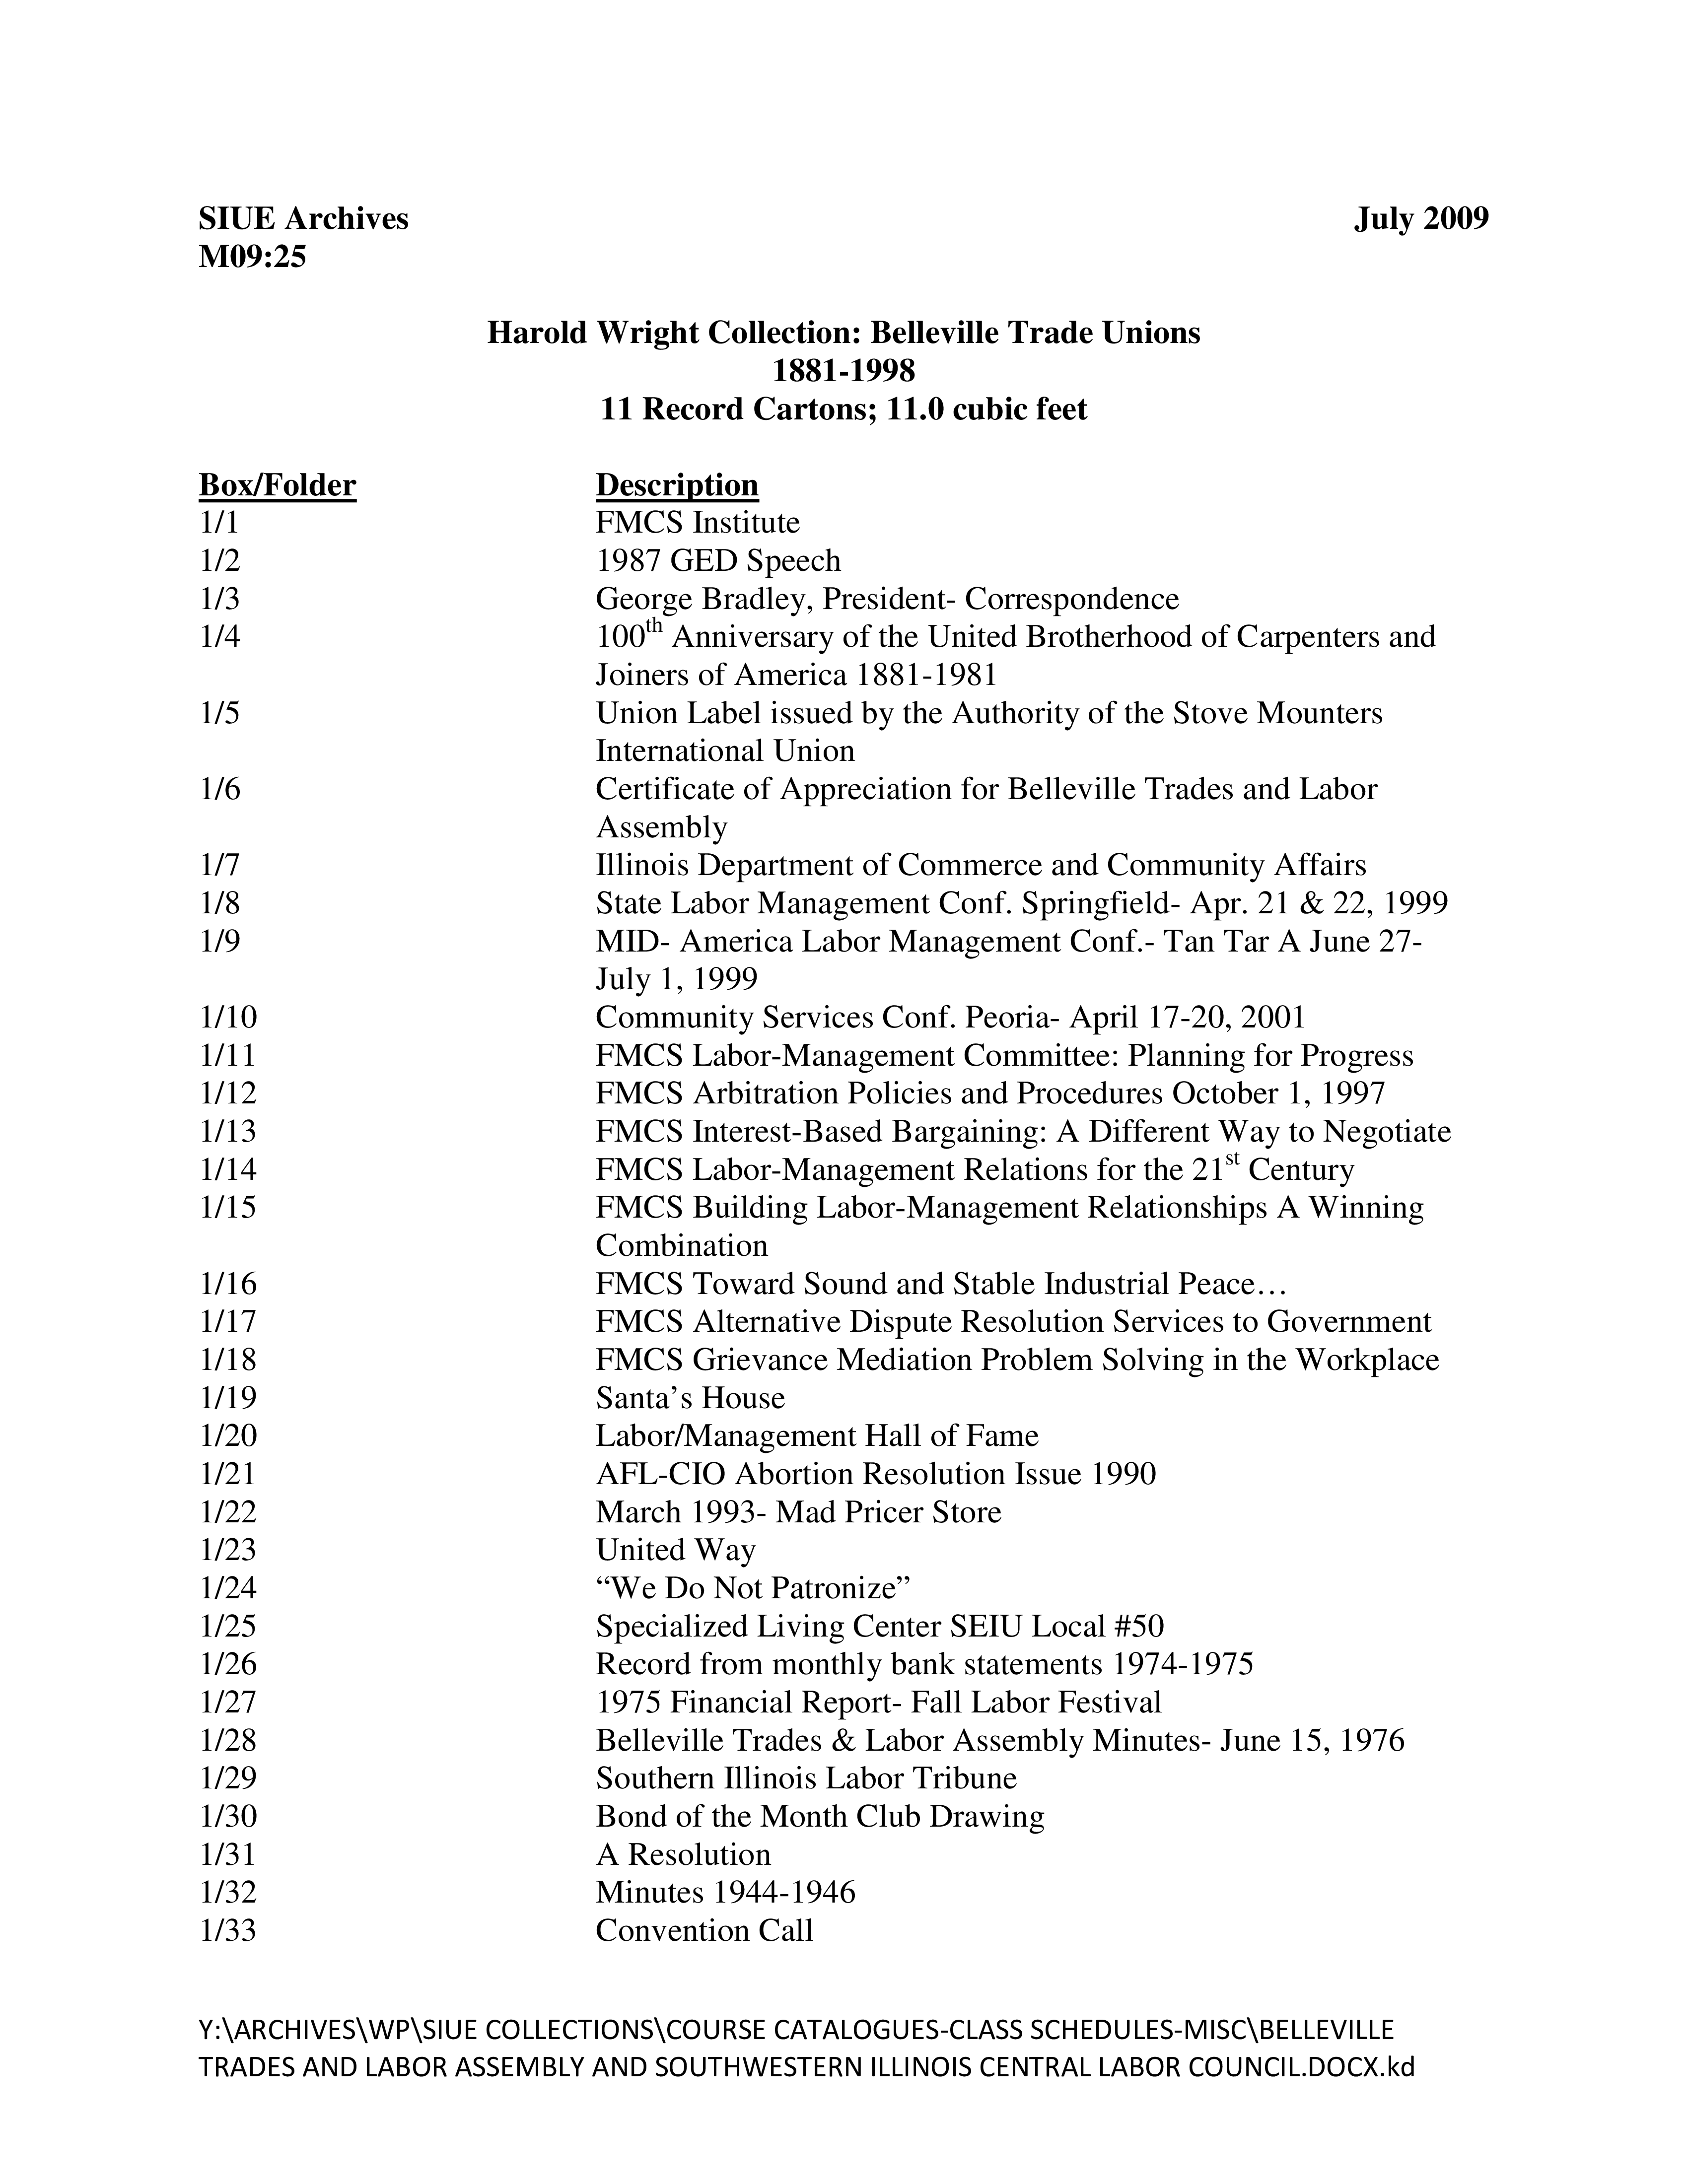 SIUE Archives July 2009
M09:25
Harold Wright Collection: Belleville Trade Unions
1881-1998
11 Record Cartons; 11.0 cubic feet
Box/Folder Description
1/1 FMCS Institute
1/2 1987 GED Speech
1/3 George Bradley, President- Correspondence
1/4 100th Anniversary of the United Brotherhood of Carpenters and
Joiners of America 1881-1981
1/5 Union Label issued by the Authority of the Stove Mounters
International Union
1/6 Certificate of Appreciation for Belleville Trades and Labor
Assembly
1/7 Illinois Department of Commerce and Community Affairs
1/8 State Labor Management Conf. Springfield- Apr. 21 & 22, 1999
1/9 MID- America Labor Management Conf.- Tan Tar A June 27-
July 1, 1999
1/10 Community Services Conf. Peoria- April 17-20, 2001
1/11 FMCS Labor-Management Committee: Planning for Progress
1/12 FMCS Arbitration Policies and Procedures October 1, 1997
1/13 FMCS Interest-Based Bargaining: A Different Way to Negotiate
1/14 FMCS Labor-Management Relations for the 21st Century
1/15 FMCS Building Labor-Management Relationships A Winning
Combination
1/16 FMCS Toward Sound and Stable Industrial Peace…
1/17 FMCS Alternative Dispute Resolution Services to Government
1/18 FMCS Grievance Mediation Problem Solving in the Workplace
1/19 Santa’s House
1/20 Labor/Management Hall of Fame
1/21 AFL-CIO Abortion Resolution Issue 1990
1/22 March 1993- Mad Pricer Store
1/23 United Way
1/24 “We Do Not Patronize”
1/25 Specialized Living Center SEIU Local #50
1/26 Record from monthly bank statements 1974-1975
1/27 1975 Financial Report- Fall Labor Festival
1/28 Belleville Trades & Labor Assembly Minutes- June 15, 1976
1/29 Southern Illinois Labor Tribune
1/30 Bond of the Month Club Drawing
1/31 A Resolution
1/32 Minutes 1944-1946
1/33 Convention Call
Y:\ARCHIVES\WP\SIUE COLLECTIONS\COURSE CATALOGUES-CLASS SCHEDULES-MISC\BELLEVILLE
TRADES AND LABOR ASSEMBLY AND SOUTHWESTERN ILLINOIS CENTRAL LABOR COUNCIL.DOCX.kd